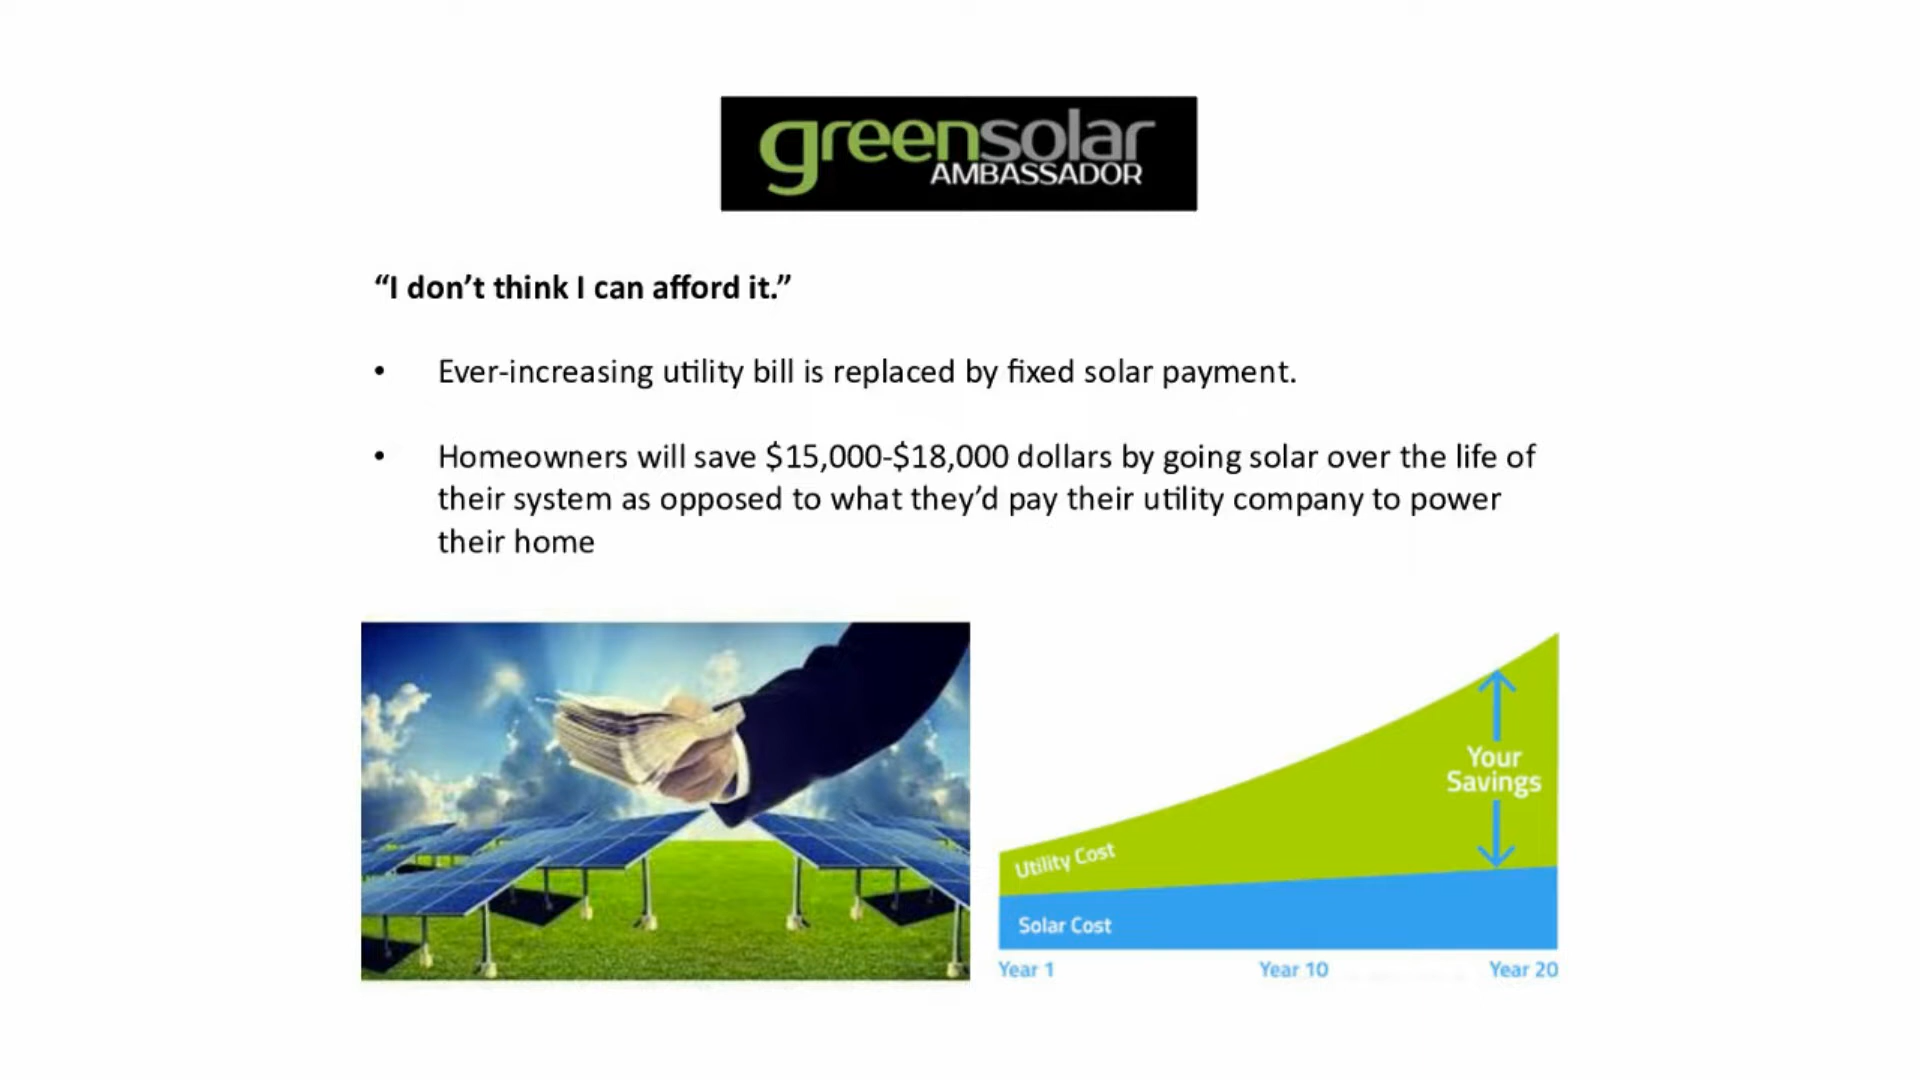 greensolar
AMBASSADOR
“I don’t think I can afford it.”
• Ever-increasing utility bill is replaced by fixed solar payment.
• Homeowners will save $15,000-$18,000 dollars by going solar over the life of
their system as opposed to what they’d pay their utility company to power
their home
Your
Savings
Utility Cost
Solar Cost
Year 1 Year 10 Year 20